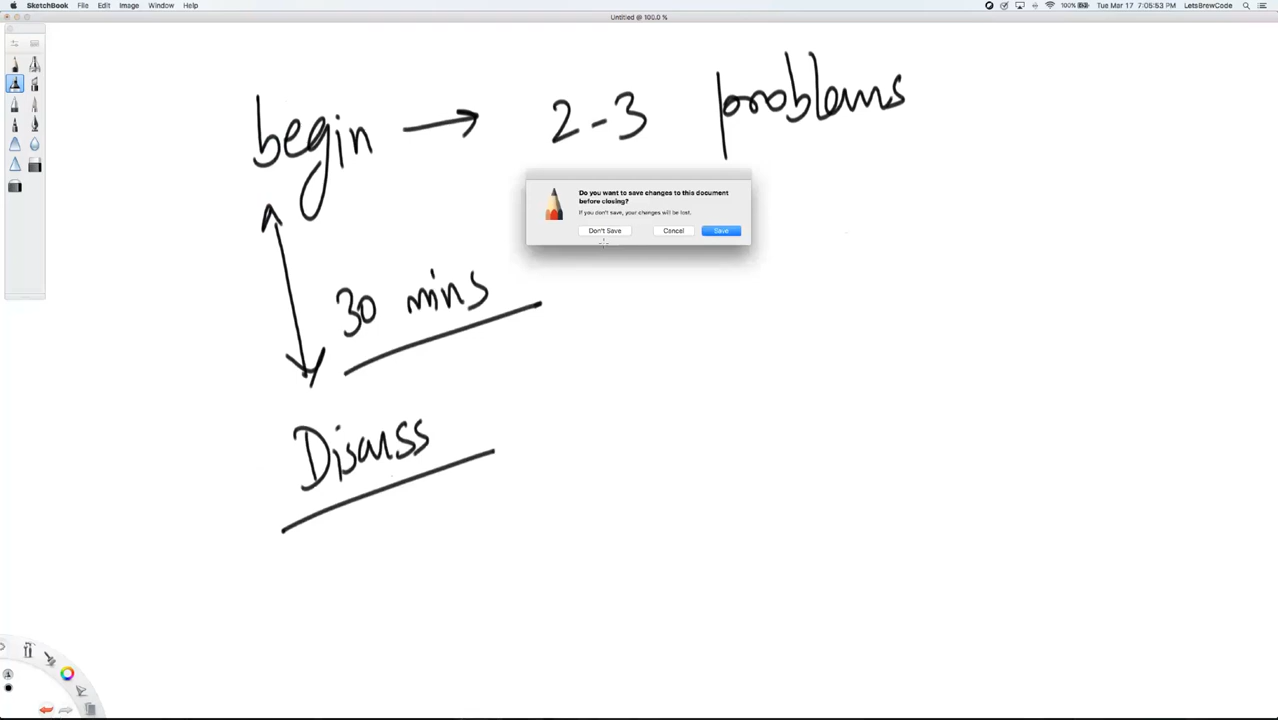 SketchBook File Edit Image Window Help 100% Tue Mar 17 7:05:53 PM LetsBrewCode
Untitled @ 100.0 %
begin → 2-3 problems
Do you want to save changes to this document
before closing?
If you don't save, your changes will be lost.
Don't Save Cancel Save
30 mins
Discuss